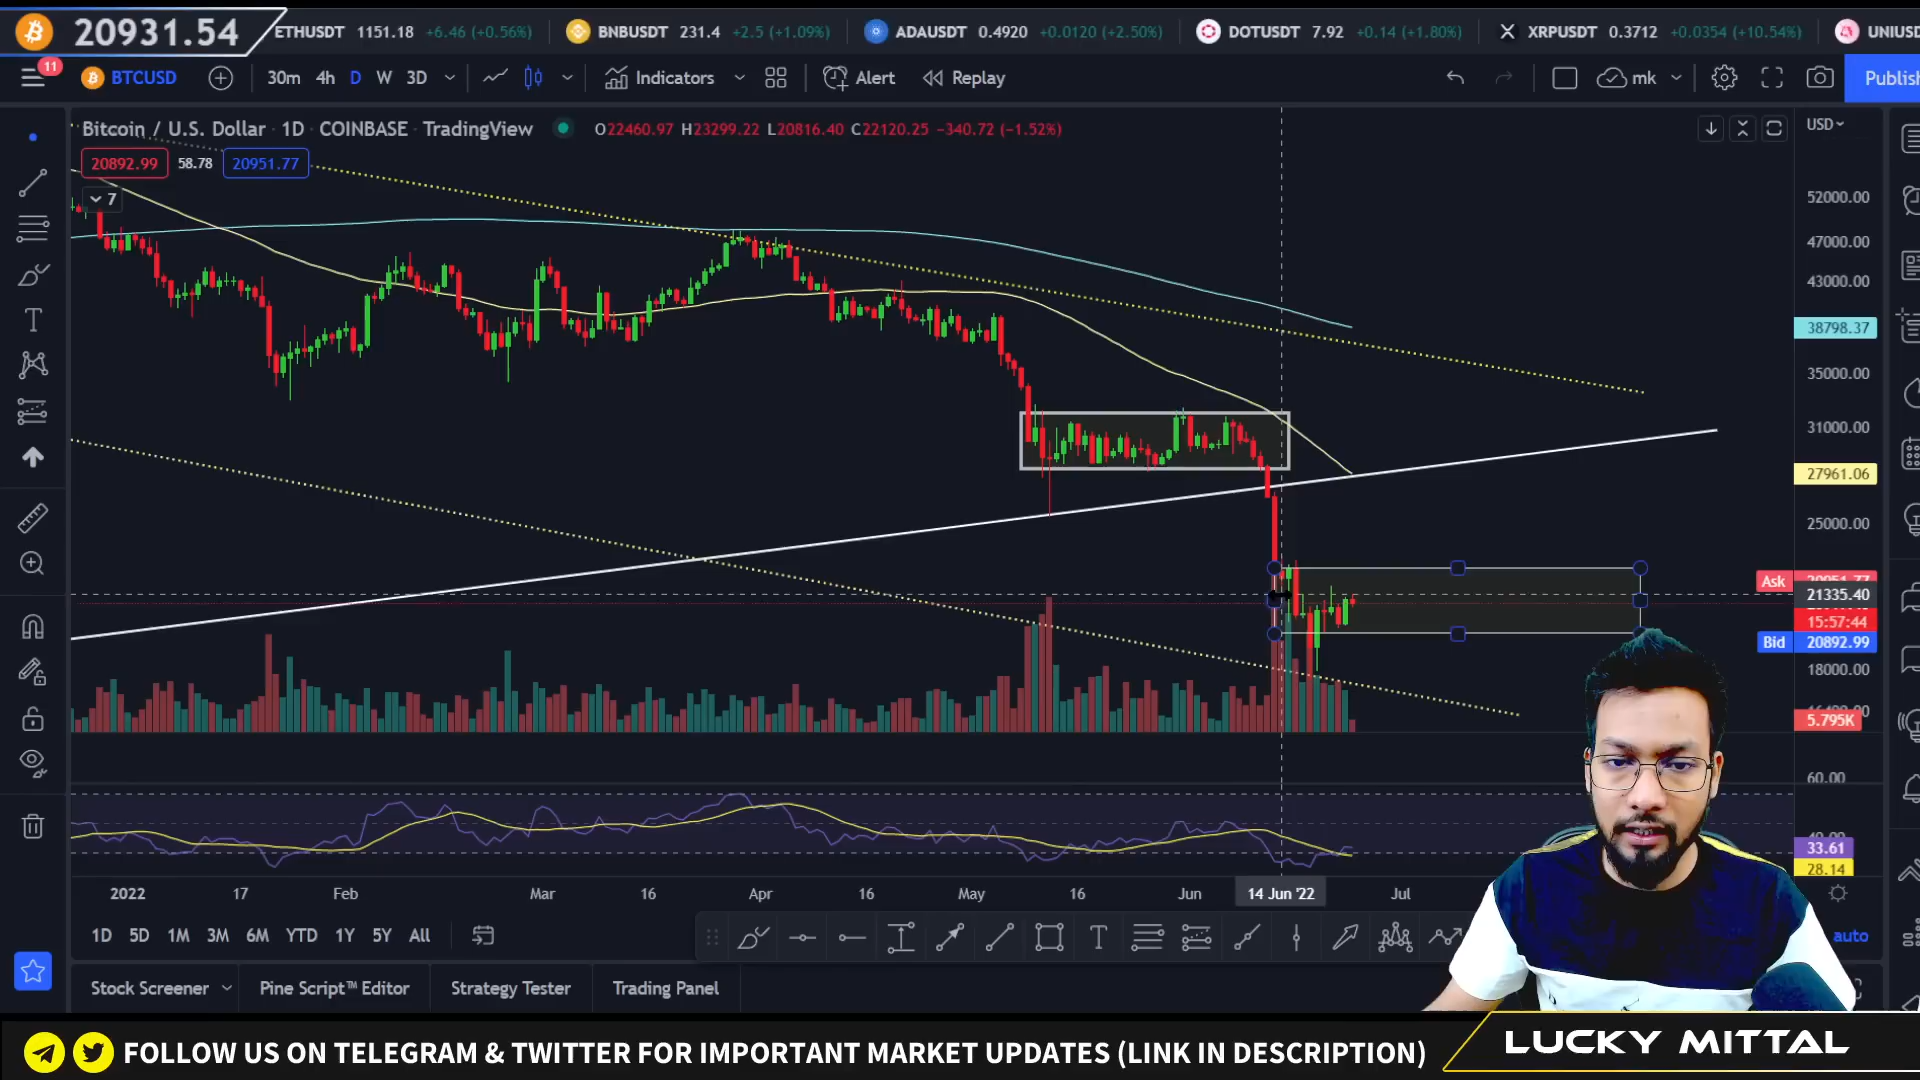 20931.54 ETHUSDT 1151.18 +6.46 (+0.56%) BNBUSDT 231.4 +2.5 (+1.09%) ADAUSDT 0.4920 +0.0120 (+2.50%) DOTUSDT 7.92 +0.14 (+1.80%) XRPUSDT 0.3712 +0.0354 (+10.54%) UNIUSD
11 BTCUSD 30m 4h D W 3D Indicators Alert Replay mk Publish
Bitcoin / U.S. Dollar · 1D · COINBASE · TradingView O22460.97 H23299.22 L20816.40 C22120.25 −340.72 (−1.52%) USD
20892.99 58.78 20951.77
7
52000.00
47000.00
43000.00
38798.37
35000.00
31000.00
27961.06
25000.00
Ask 20951.77
21335.40
15:57:44
Bid 20892.99
18000.00
5.795K
60.00
40.00
33.61
28.14
2022 17 Feb Mar 16 Apr 16 May 16 Jun 14 Jun '22 Jul
1D 5D 1M 3M 6M YTD 1Y 5Y All auto
Stock Screener Pine Script™ Editor Strategy Tester Trading Panel
FOLLOW US ON TELEGRAM & TWITTER FOR IMPORTANT MARKET UPDATES (LINK IN DESCRIPTION) LUCKY MITTAL